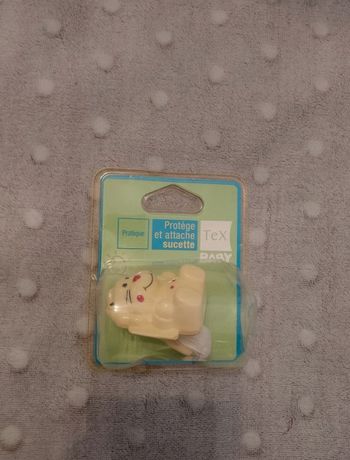 Pratique
Protège
et attache
sucette
TeX
BABY